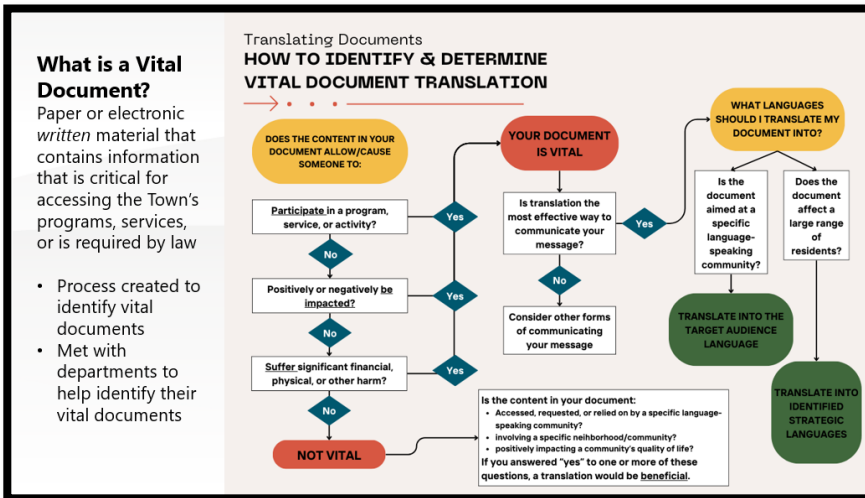 What is a Vital
Document?
Paper or electronic
written material that
contains information
that is critical for
accessing the Town's
programs, services,
or is required by law
• Process created to
identify vital
documents
• Met with
departments to
help identify their
vital documents
Translating Documents
HOW TO IDENTIFY & DETERMINE
VITAL DOCUMENT TRANSLATION
DOES THE CONTENT IN YOUR
DOCUMENT ALLOW/CAUSE
SOMEONE TO:
Participate in a program,
service, or activity?
Yes
No
Positively or negatively be
impacted?
Yes
No
Suffer significant financial,
physical, or other harm?
Yes
No
NOT VITAL
YOUR DOCUMENT
IS VITAL
Is translation the
most effective way to
communicate your
message?
Yes
No
Consider other forms
of communicating
your message
Is the content in your document:
• Accessed, requested, or relied on by a specific language-
speaking community?
• involving a specific neihborhood/community?
• positively impacting a community's quality of life?
If you answered "yes" to one or more of these
questions, a translation would be beneficial.
WHAT LANGUAGES
SHOULD I TRANSLATE MY
DOCUMENT INTO?
Is the
document
aimed at a
specific
language-
speaking
community?
TRANSLATE INTO THE
TARGET AUDIENCE
LANGUAGE
Does the
document
affect a
large range
of
residents?
TRANSLATE INTO
IDENTIFIED
STRATEGIC
LANGUAGES